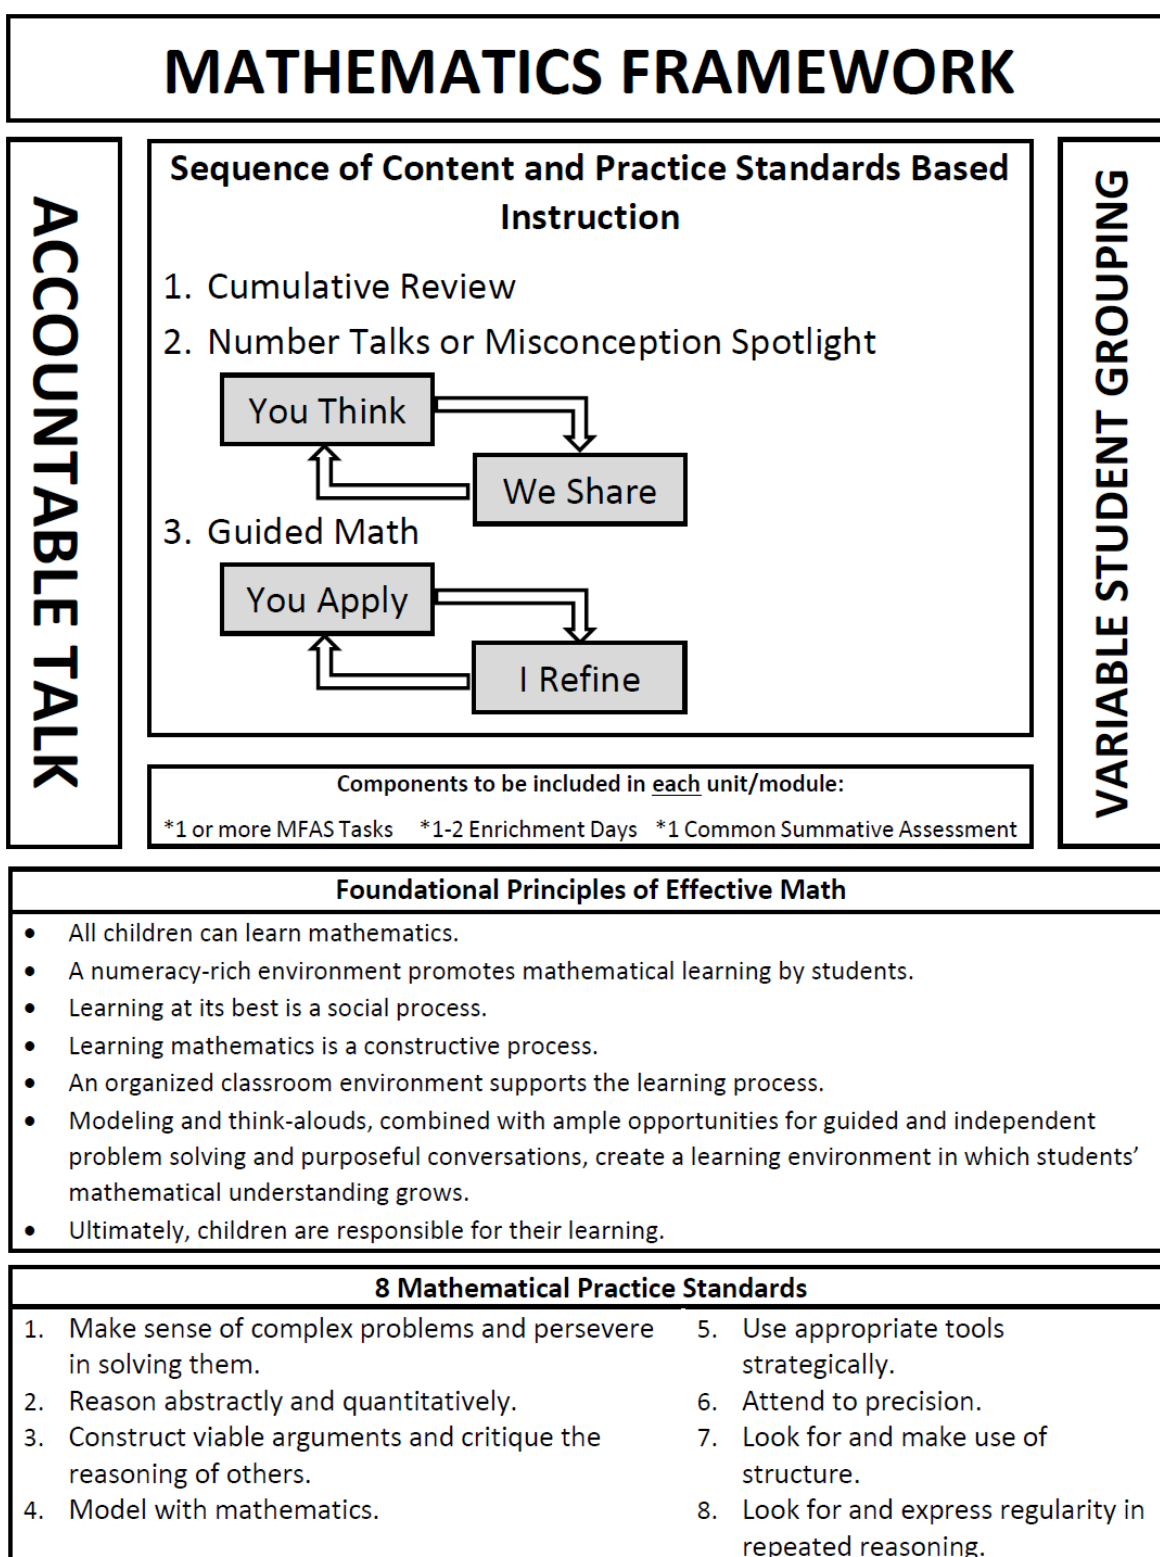 MATHEMATICS FRAMEWORK
ACCOUNTABLE TALK
Sequence of Content and Practice Standards Based
Instruction
1. Cumulative Review
2. Number Talks or Misconception Spotlight
You Think
We Share
3. Guided Math
You Apply
I Refine
VARIABLE STUDENT GROUPING
Components to be included in each unit/module:
*1 or more MFAS Tasks *1-2 Enrichment Days *1 Common Summative Assessment
Foundational Principles of Effective Math
• All children can learn mathematics.
• A numeracy-rich environment promotes mathematical learning by students.
• Learning at its best is a social process.
• Learning mathematics is a constructive process.
• An organized classroom environment supports the learning process.
• Modeling and think-alouds, combined with ample opportunities for guided and independent
problem solving and purposeful conversations, create a learning environment in which students’
mathematical understanding grows.
• Ultimately, children are responsible for their learning.
8 Mathematical Practice Standards
1. Make sense of complex problems and persevere
in solving them.
2. Reason abstractly and quantitatively.
3. Construct viable arguments and critique the
reasoning of others.
4. Model with mathematics.
5. Use appropriate tools
strategically.
6. Attend to precision.
7. Look for and make use of
structure.
8. Look for and express regularity in
repeated reasoning.